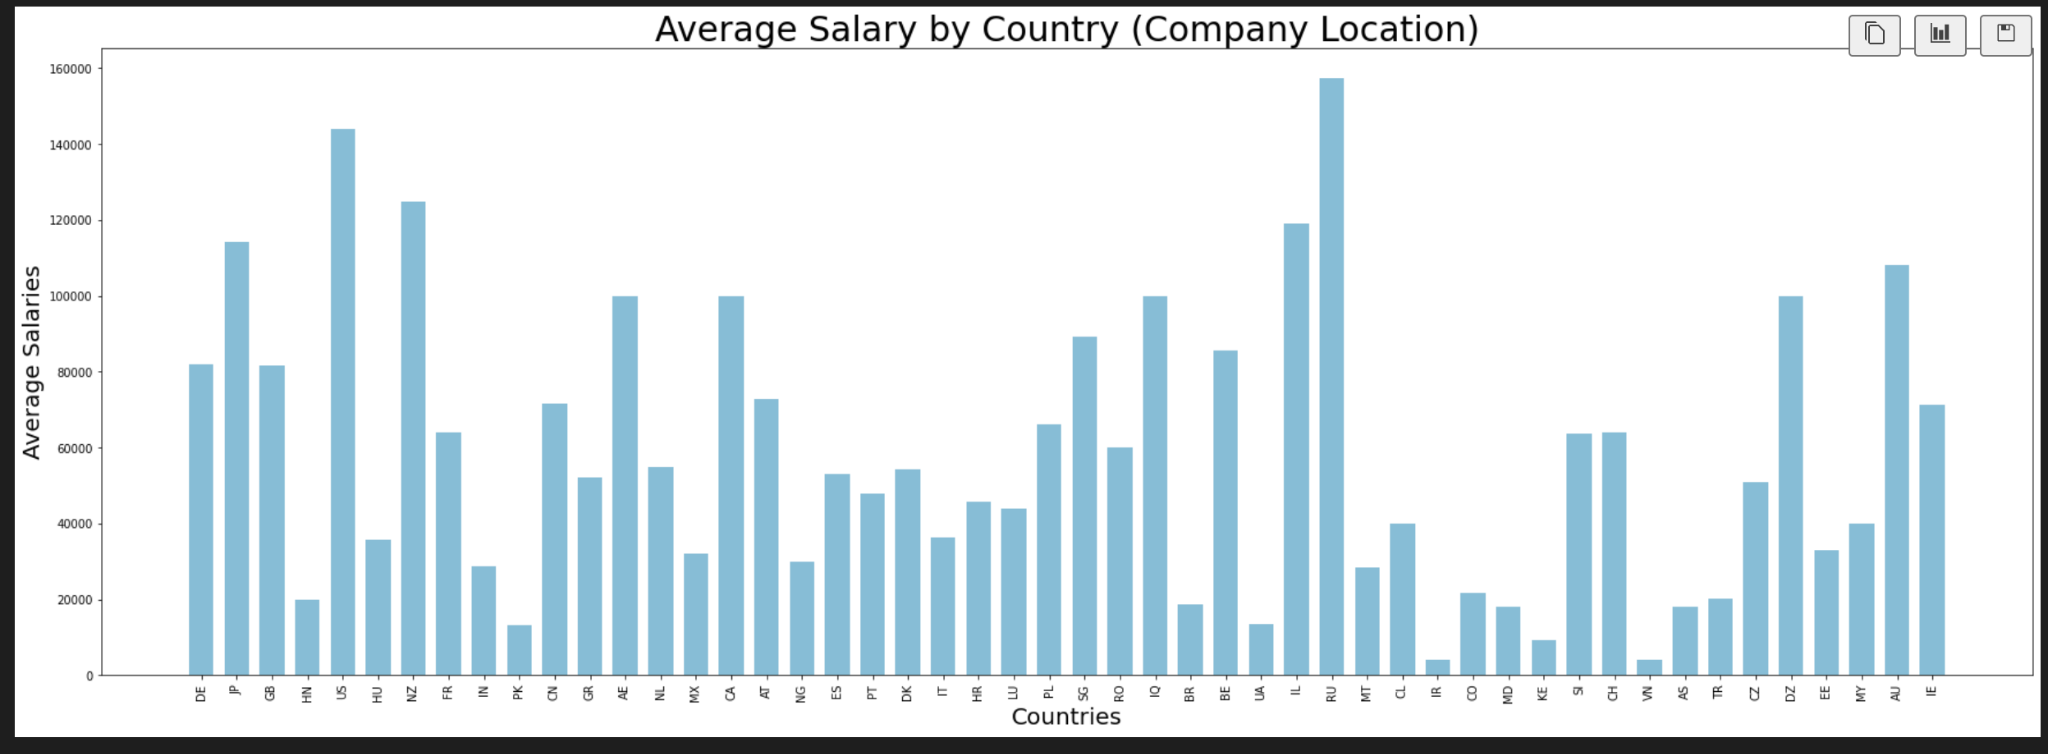 Average Salary by Country (Company Location)
Average Salaries
160000
140000
120000
100000
80000
60000
40000
20000
0
DE JP GB HN US HU NZ FR IN PK CN GR AE NL MX CA AT NG ES PT DK IT HR LU PL SG RO IQ BR BE UA IL RU MT CL IR CO MD KE SI CH VN AS TR CZ DZ EE MY AU IE
Countries